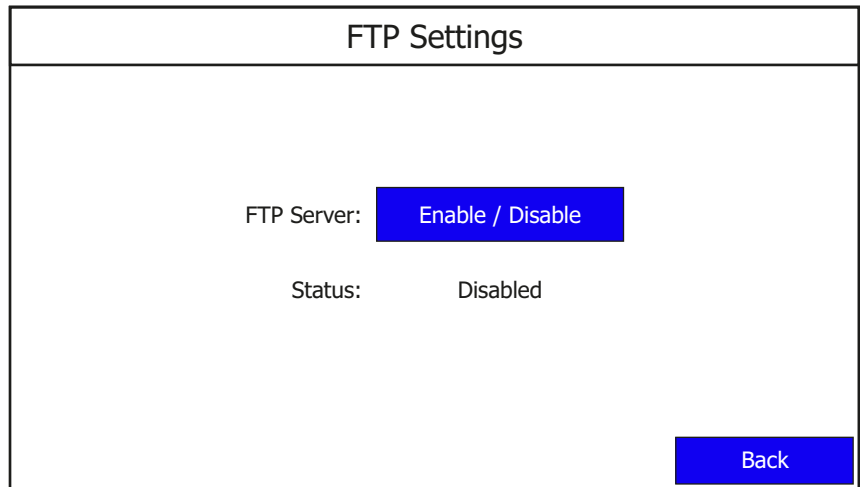 FTP Settings
FTP Server: Enable / Disable
Status: Disabled
Back